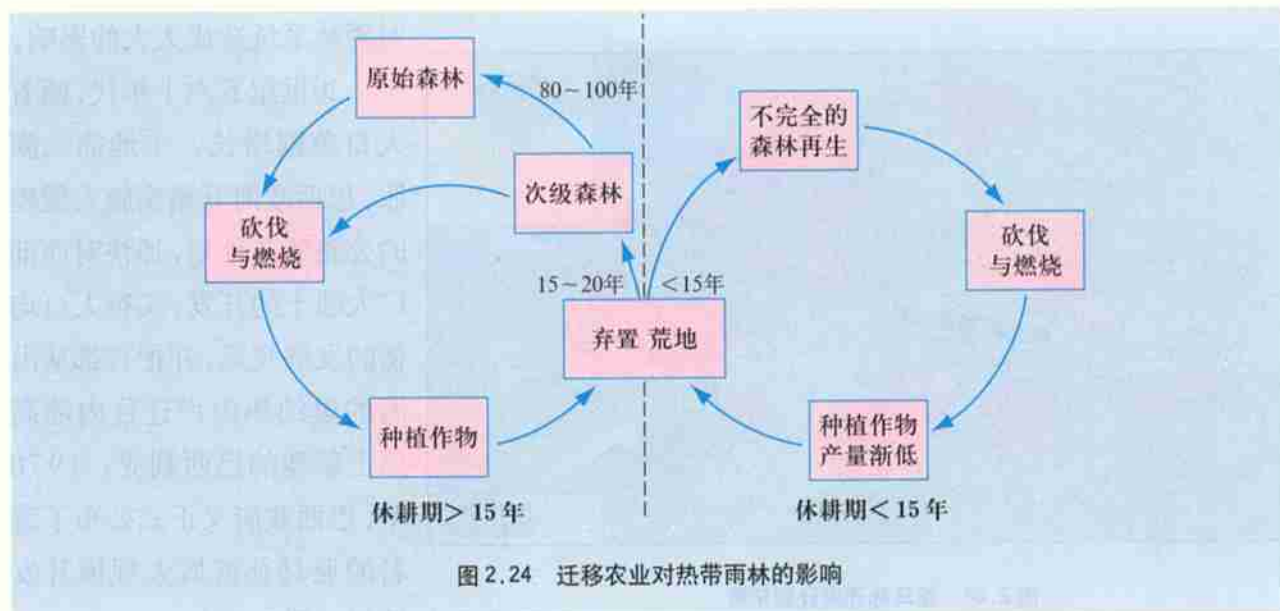 原始森林
80～100年
不完全的
森林再生
次级森林
砍伐
与燃烧
砍伐
与燃烧
15～20年
<15年
弃置 荒地
种植作物
种植作物
产量渐低
休耕期> 15 年
休耕期< 15 年
图 2.24 迁移农业对热带雨林的影响